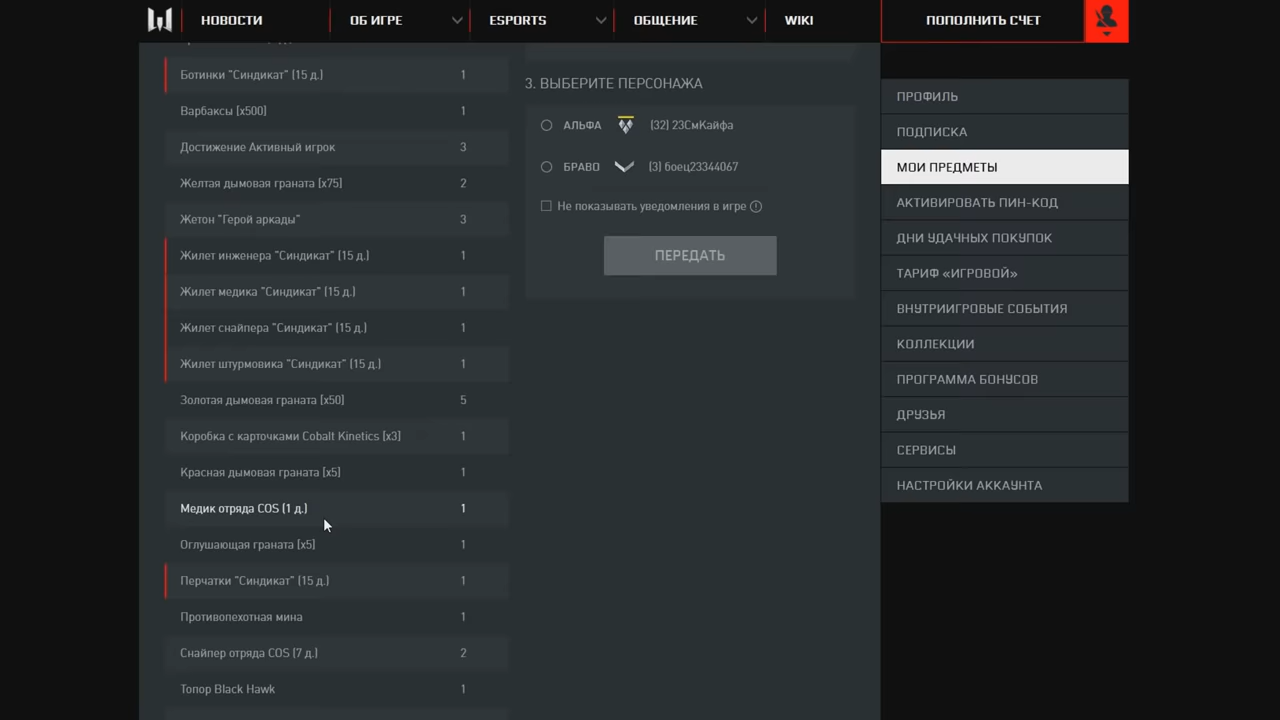 НОВОСТИ ОБ ИГРЕ ESPORTS ОБЩЕНИЕ WIKI ПОПОЛНИТЬ СЧЕТ
Ботинки "Синдикат" (15 д.) 1
Варбаксы [x500] 1
Достижение Активный игрок 3
Желтая дымовая граната [x75] 2
Жетон "Герой аркады" 3
Жилет инженера "Синдикат" (15 д.) 1
Жилет медика "Синдикат" (15 д.) 1
Жилет снайпера "Синдикат" (15 д.) 1
Жилет штурмовика "Синдикат" (15 д.) 1
Золотая дымовая граната [x50] 5
Коробка с карточками Cobalt Kinetics [x3] 1
Красная дымовая граната [x5] 1
Медик отряда COS (1 д.) 1
Оглушающая граната [x5] 1
Перчатки "Синдикат" (15 д.) 1
Противопехотная мина 1
Снайпер отряда COS (7 д.) 2
Топор Black Hawk 1
3. ВЫБЕРИТЕ ПЕРСОНАЖА
АЛЬФА (32) 23СмКайфа
БРАВО (3) боец23344067
Не показывать уведомления в игре
ПЕРЕДАТЬ
ПРОФИЛЬ
ПОДПИСКА
МОИ ПРЕДМЕТЫ
АКТИВИРОВАТЬ ПИН-КОД
ДНИ УДАЧНЫХ ПОКУПОК
ТАРИФ «ИГРОВОЙ»
ВНУТРИИГРОВЫЕ СОБЫТИЯ
КОЛЛЕКЦИИ
ПРОГРАММА БОНУСОВ
ДРУЗЬЯ
СЕРВИСЫ
НАСТРОЙКИ АККАУНТА